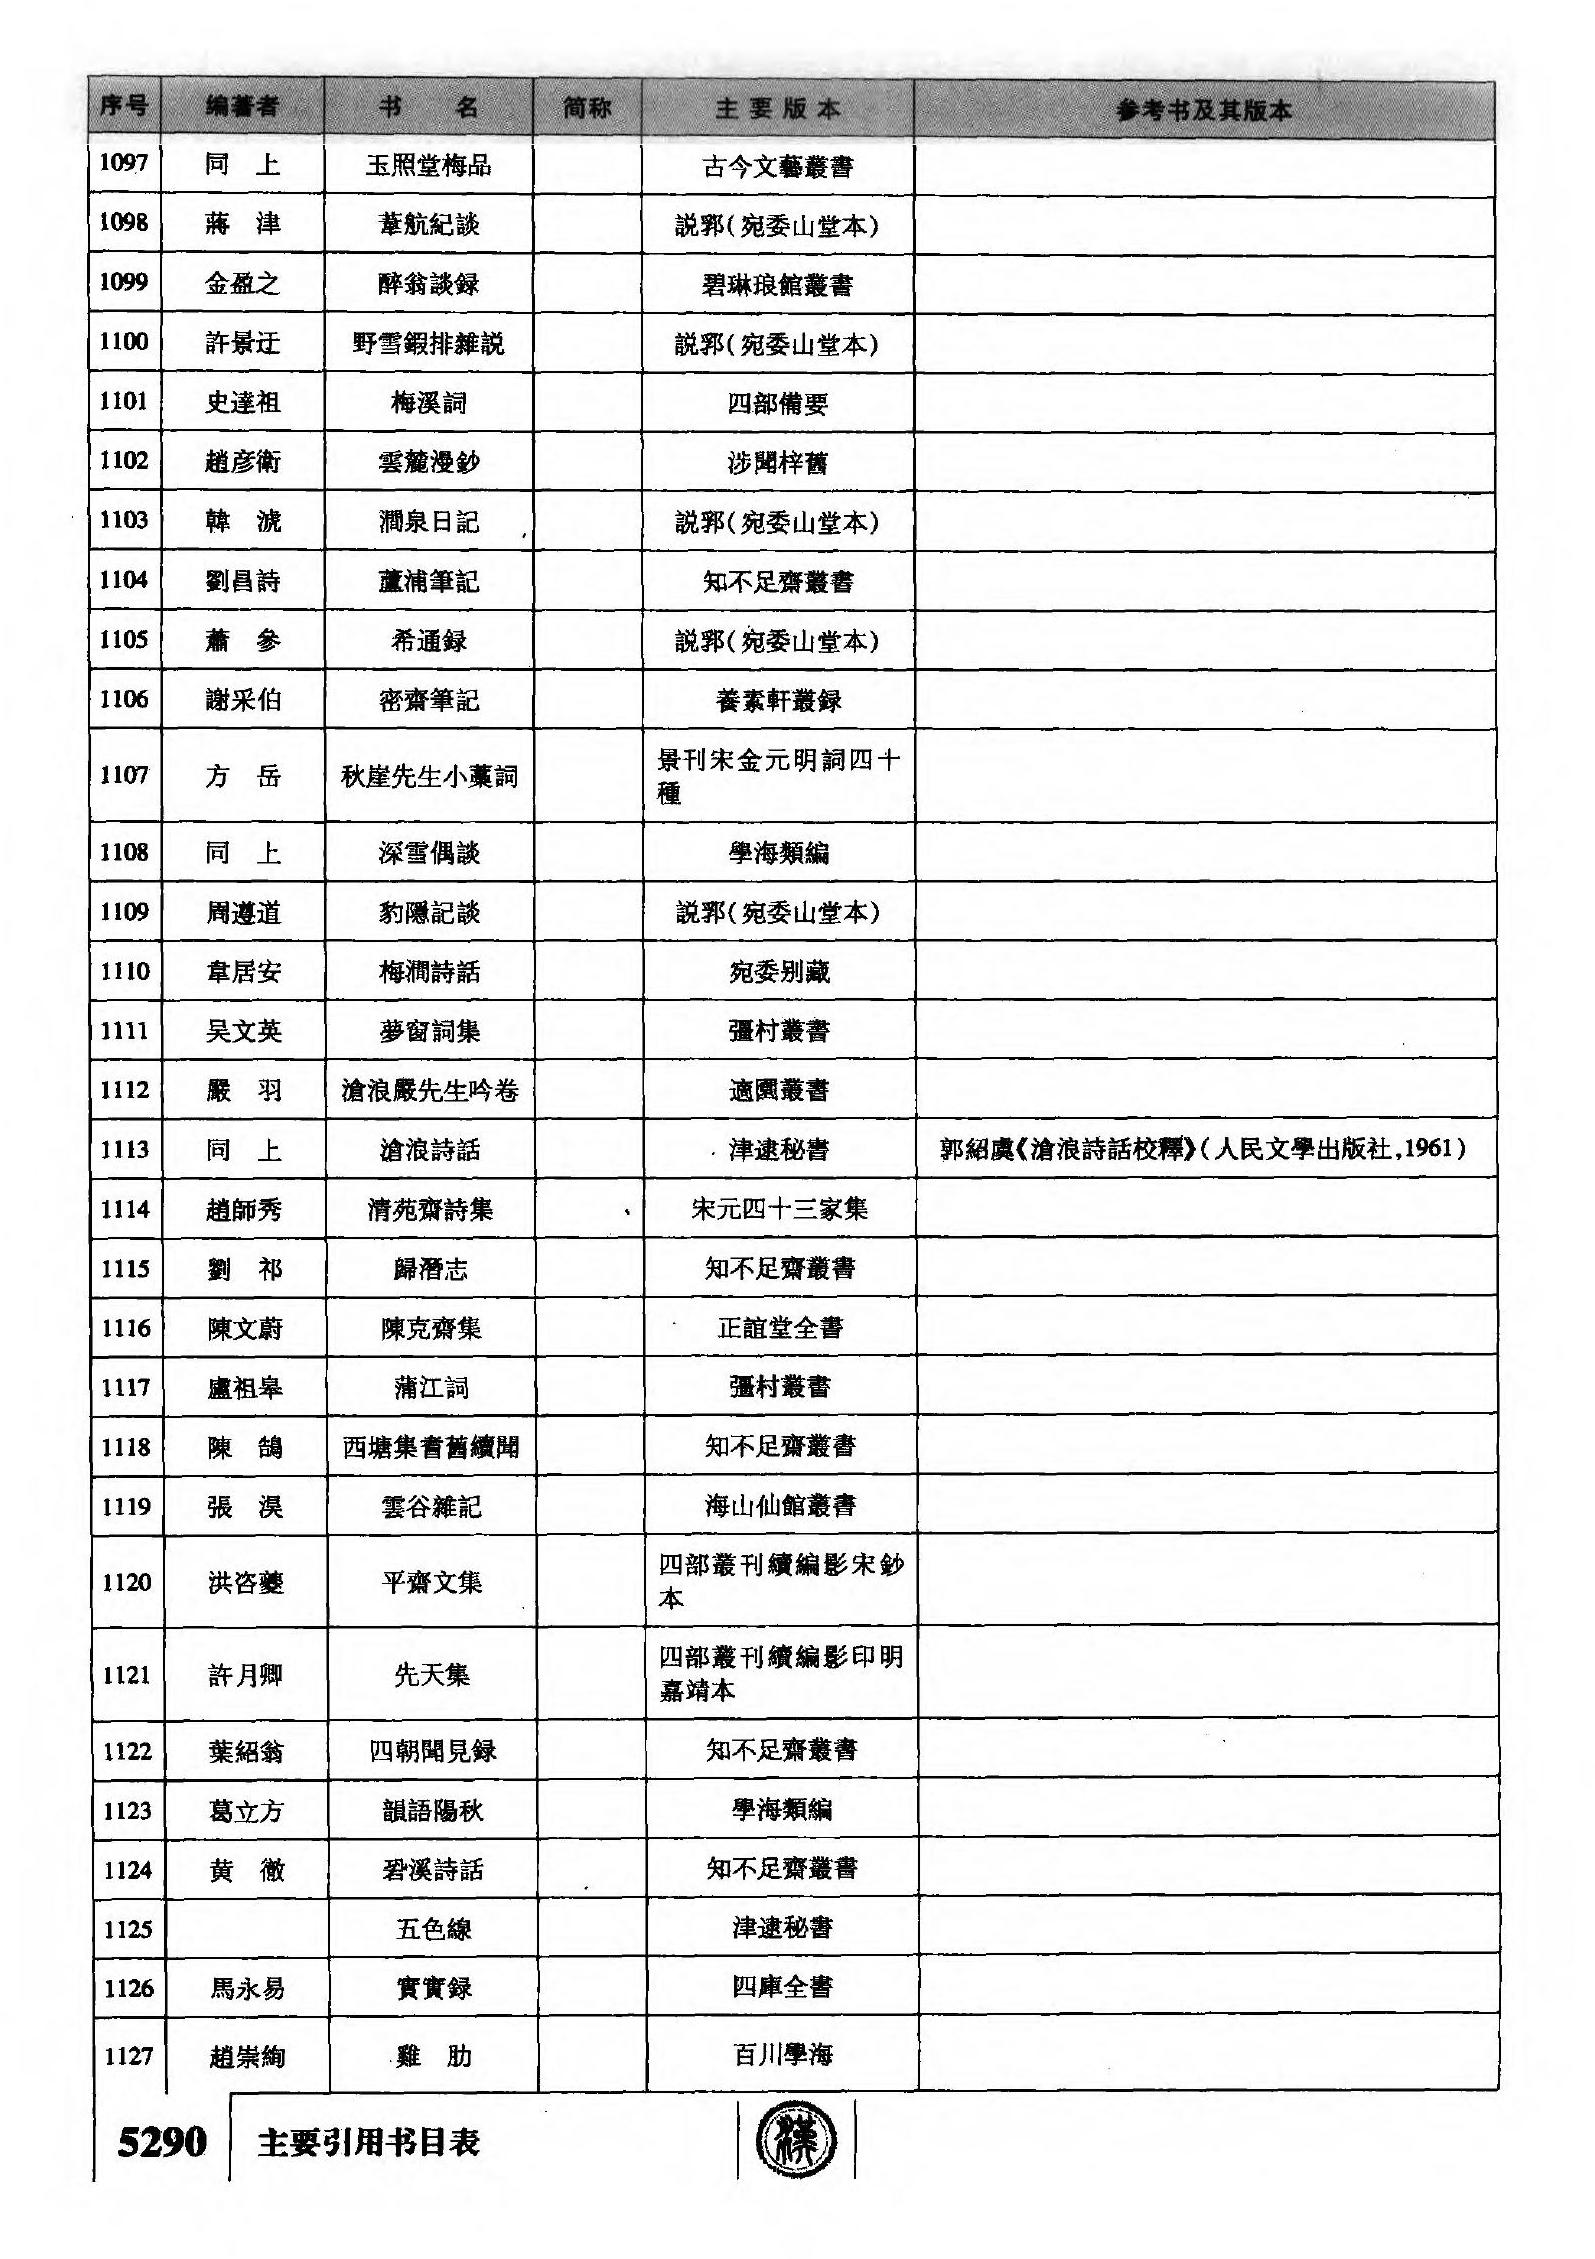 序号 编著者 书 名 简称 主要版本 参考书及其版本
1097 同 上 玉照堂梅品 古今文藝叢書
1098 蔣 津 葦航紀談 説郛(宛委山堂本)
1099 金盈之 醉翁談録 碧琳琅館叢書
1100 許景迂 野雪鍜排雜説 説郛(宛委山堂本)
1101 史達祖 梅溪詞 四部備要
1102 趙彦衛 雲麓漫鈔 涉聞梓舊
1103 韓 淲 澗泉日記 説郛(宛委山堂本)
1104 劉昌詩 蘆浦筆記 知不足齋叢書
1105 蕭 參 希通録 説郛(宛委山堂本)
1106 謝采伯 密齋筆記 養素軒叢録
1107 方 岳 秋崖先生小藁詞 景刊宋金元明詞四十
種
1108 同 上 深雪偶談 學海類編
1109 周遵道 豹隱記談 説郛(宛委山堂本)
1110 韋居安 梅澗詩話 宛委别藏
1111 吴文英 夢窗詞集 彊村叢書
1112 嚴 羽 滄浪嚴先生吟卷 適園叢書
1113 同 上 滄浪詩話 津逮秘書 郭紹虞《滄浪詩話校釋》(人民文學出版社,1961)
1114 趙師秀 清苑齋詩集 宋元四十三家集
1115 劉 祁 歸潛志 知不足齋叢書
1116 陳文蔚 陳克齋集 正誼堂全書
1117 盧祖皋 蒲江詞 彊村叢書
1118 陳 鵠 西塘集耆舊續聞 知不足齋叢書
1119 張 淏 雲谷雜記 海山仙館叢書
1120 洪咨夔 平齋文集 四部叢刊續編影宋鈔
本
1121 許月卿 先天集 四部叢刊續編影印明
嘉靖本
1122 葉紹翁 四朝聞見録 知不足齋叢書
1123 葛立方 韻語陽秋 學海類編
1124 黄 徹 䂬溪詩話 知不足齋叢書
1125 五色線 津逮秘書
1126 馬永易 實賓録 四庫全書
1127 趙崇絢 雞 肋 百川學海
5290 主要引用书目表 漢